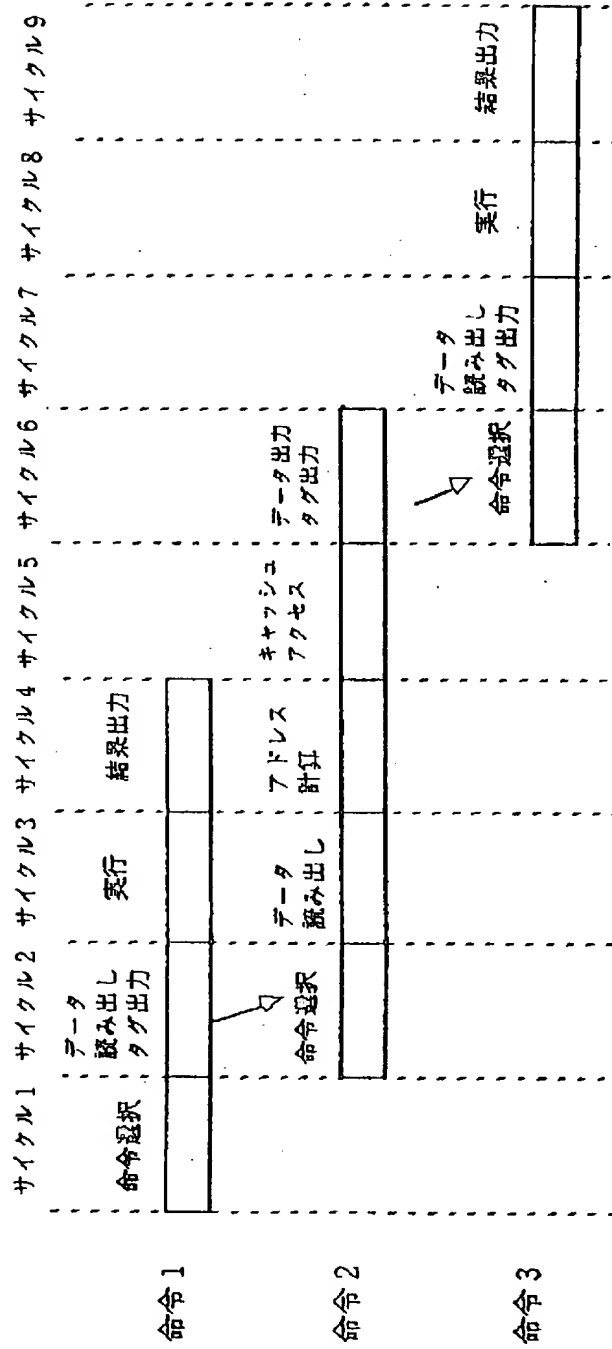 サイクル1 サイクル2 サイクル3 サイクル4 サイクル5 サイクル6 サイクル7 サイクル8 サイクル9
命令1
命令選択
データ
読み出し
タグ出力
実行
結果出力
命令2
命令選択
データ
読み出し
アドレス
計算
キャッシュ
アクセス
データ出力
タグ出力
命令3
命令選択
データ
読み出し
タグ出力
実行
結果出力